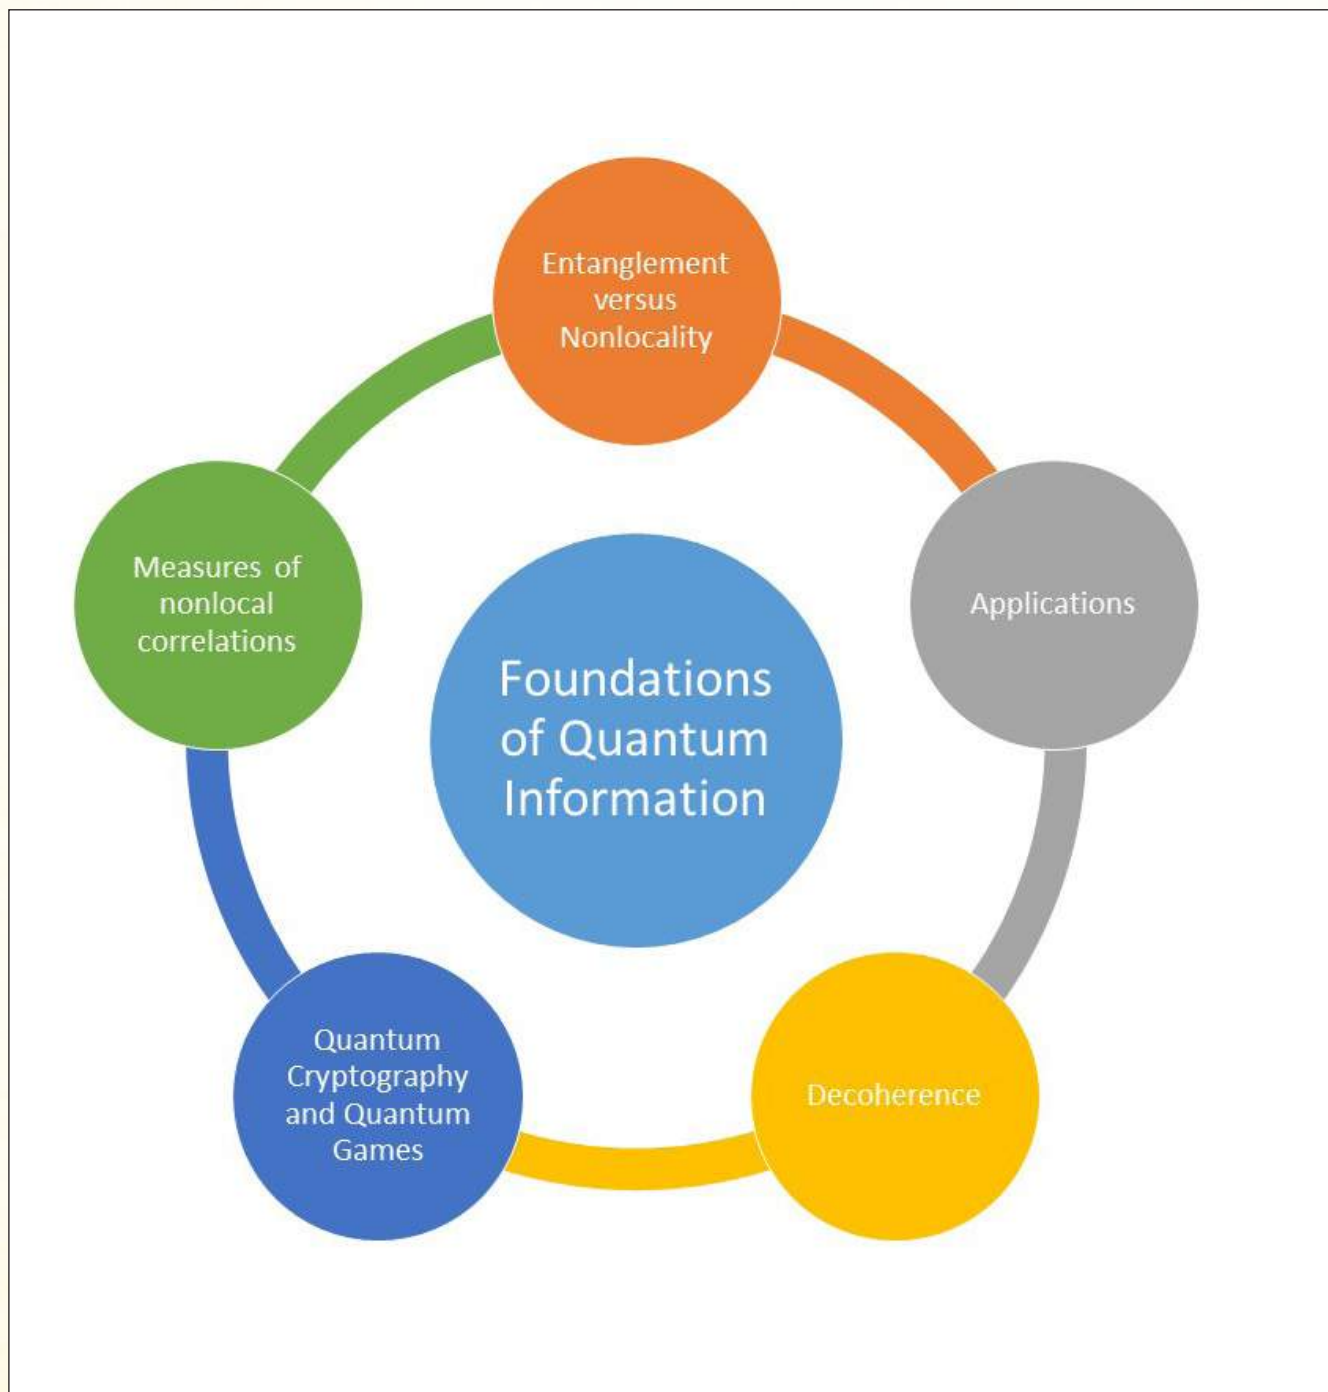 Entanglement
versus
Nonlocality
Measures of
nonlocal
correlations
Applications
Foundations
of Quantum
Information
Quantum
Cryptography
and Quantum
Games
Decoherence